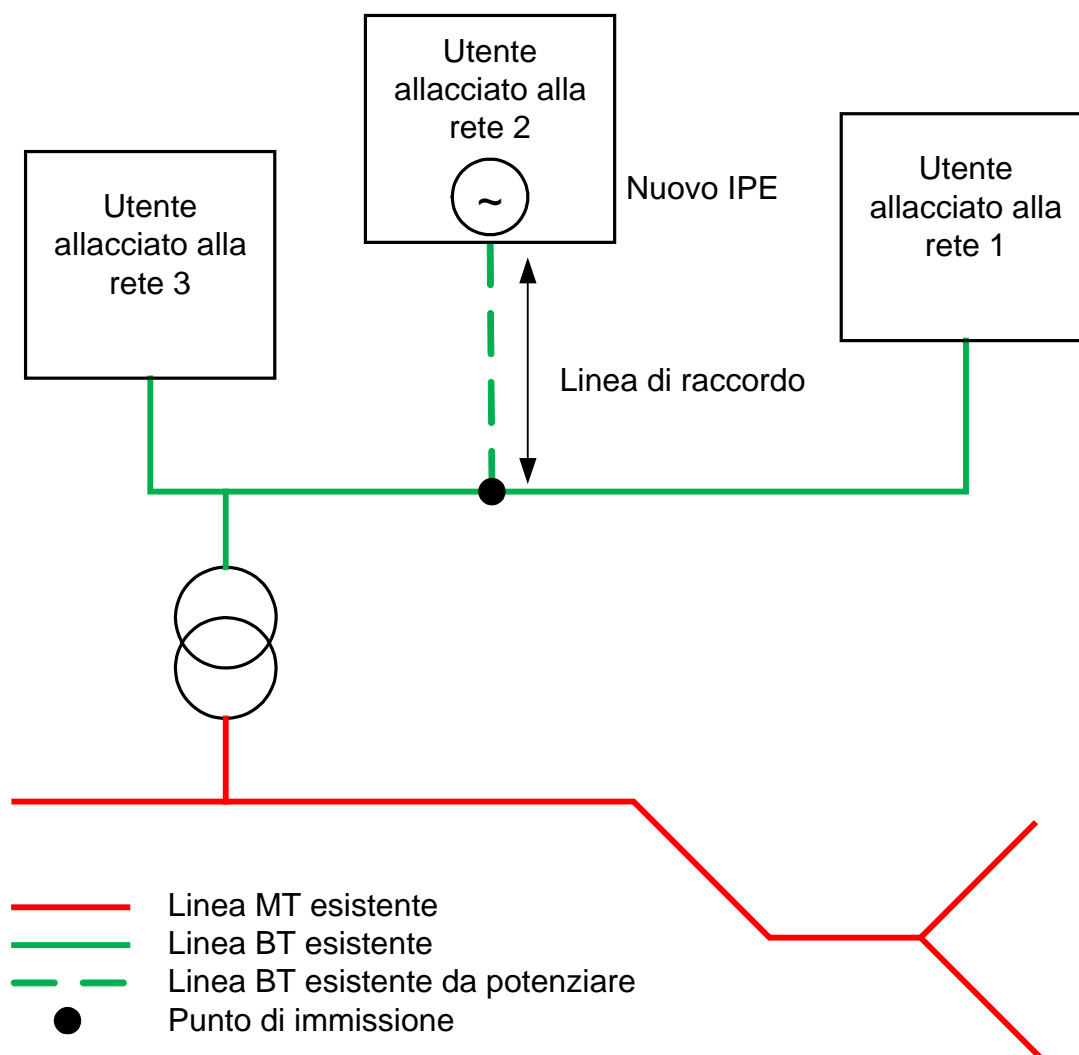 Utente
allacciato alla
rete 2
~
Nuovo IPE
Utente
allacciato alla
rete 1
Utente
allacciato alla
rete 3
Linea di raccordo
Linea MT esistente
Linea BT esistente
Linea BT esistente da potenziare
Punto di immissione